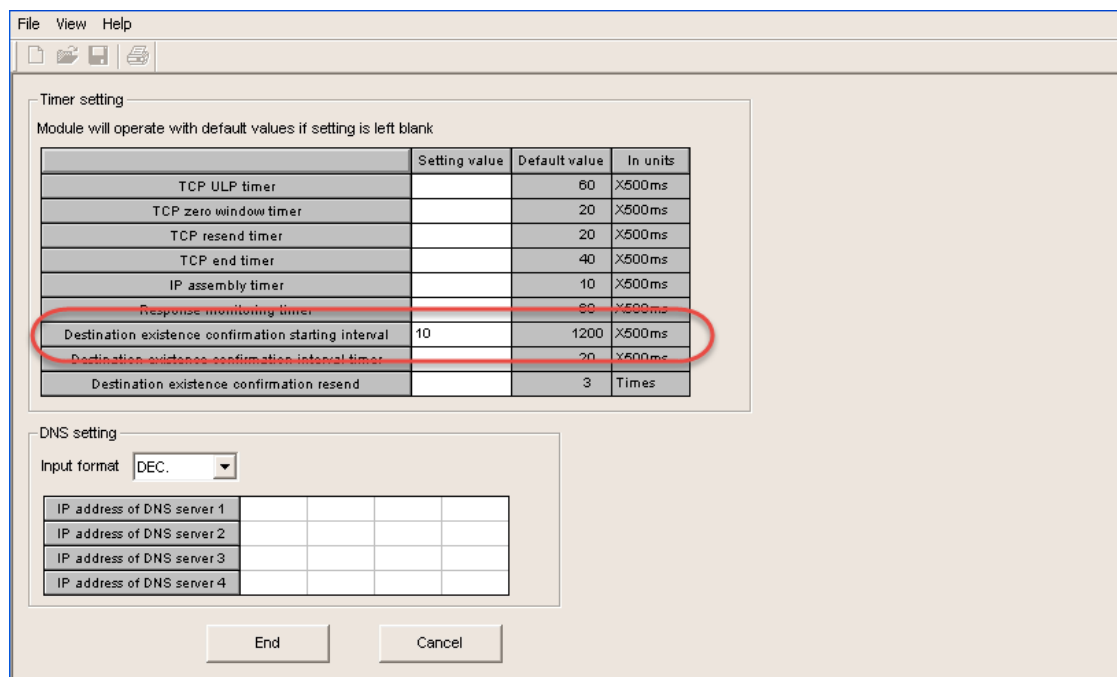 File View Help
Timer setting
Module will operate with default values if setting is left blank
Setting value Default value In units
TCP ULP timer 60 X500ms
TCP zero window timer 20 X500ms
TCP resend timer 20 X500ms
TCP end timer 40 X500ms
IP assembly timer 10 X500ms
Response monitoring timer 60 X500ms
Destination existence confirmation starting interval 10 1200 X500ms
Destination existence confirmation interval timer 20 X500ms
Destination existence confirmation resend 3 Times
DNS setting
Input format DEC.
IP address of DNS server 1
IP address of DNS server 2
IP address of DNS server 3
IP address of DNS server 4
End Cancel